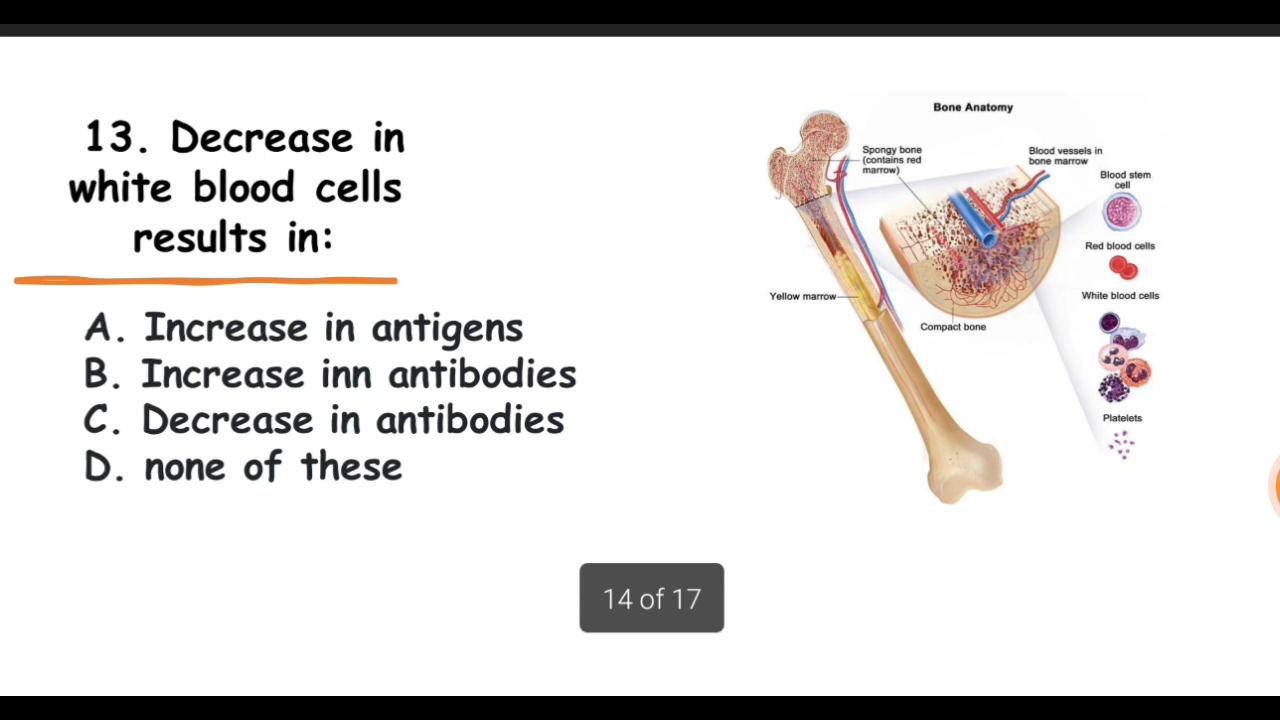 13. Decrease in
white blood cells
results in:
A. Increase in antigens
B. Increase inn antibodies
C. Decrease in antibodies
D. none of these
Bone Anatomy
Spongy bone
(contains red
marrow)
Blood vessels in
bone marrow
Blood stem
cell
Red blood cells
White blood cells
Yellow marrow
Compact bone
Platelets
14 of 17